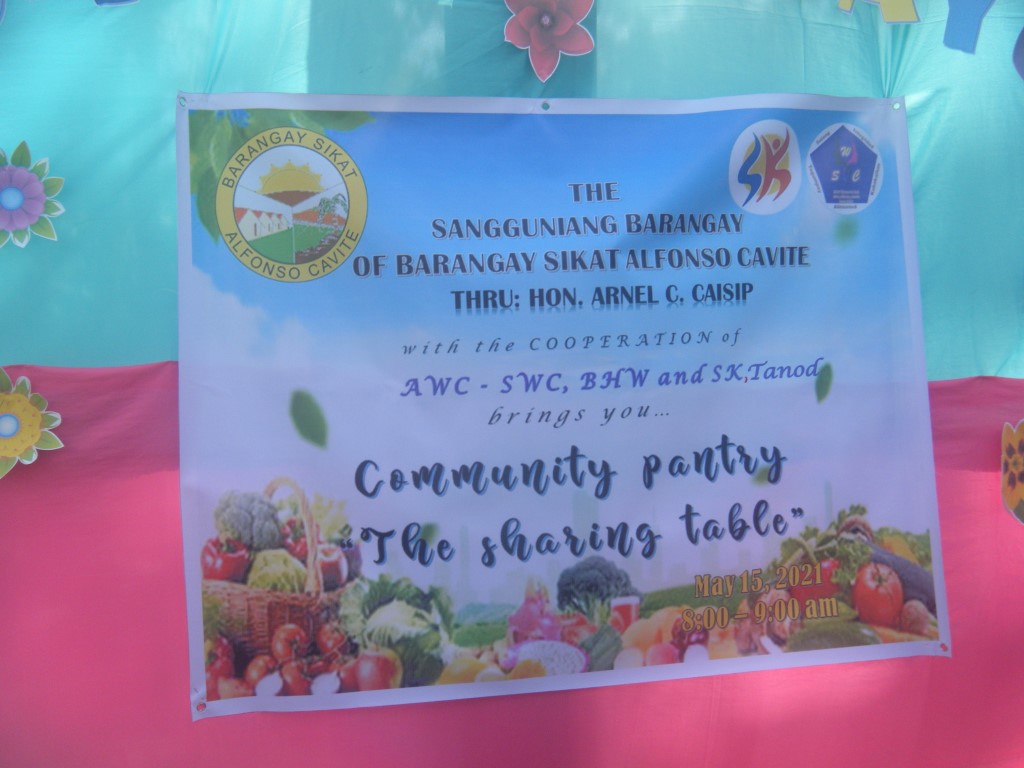 BARANGAY SIKAT
ALFONSO CAVITE
SK
THE
SANGGUNIANG BARANGAY
OF BARANGAY SIKAT ALFONSO CAVITE
THRU: HON. ARNEL C. CAISIP
with the COOPERATION of
AWC - SWC, BHW and SK,Tanod
brings you...
Community pantry
"The sharing table"
May 15, 2021
8:00 – 9.00 am